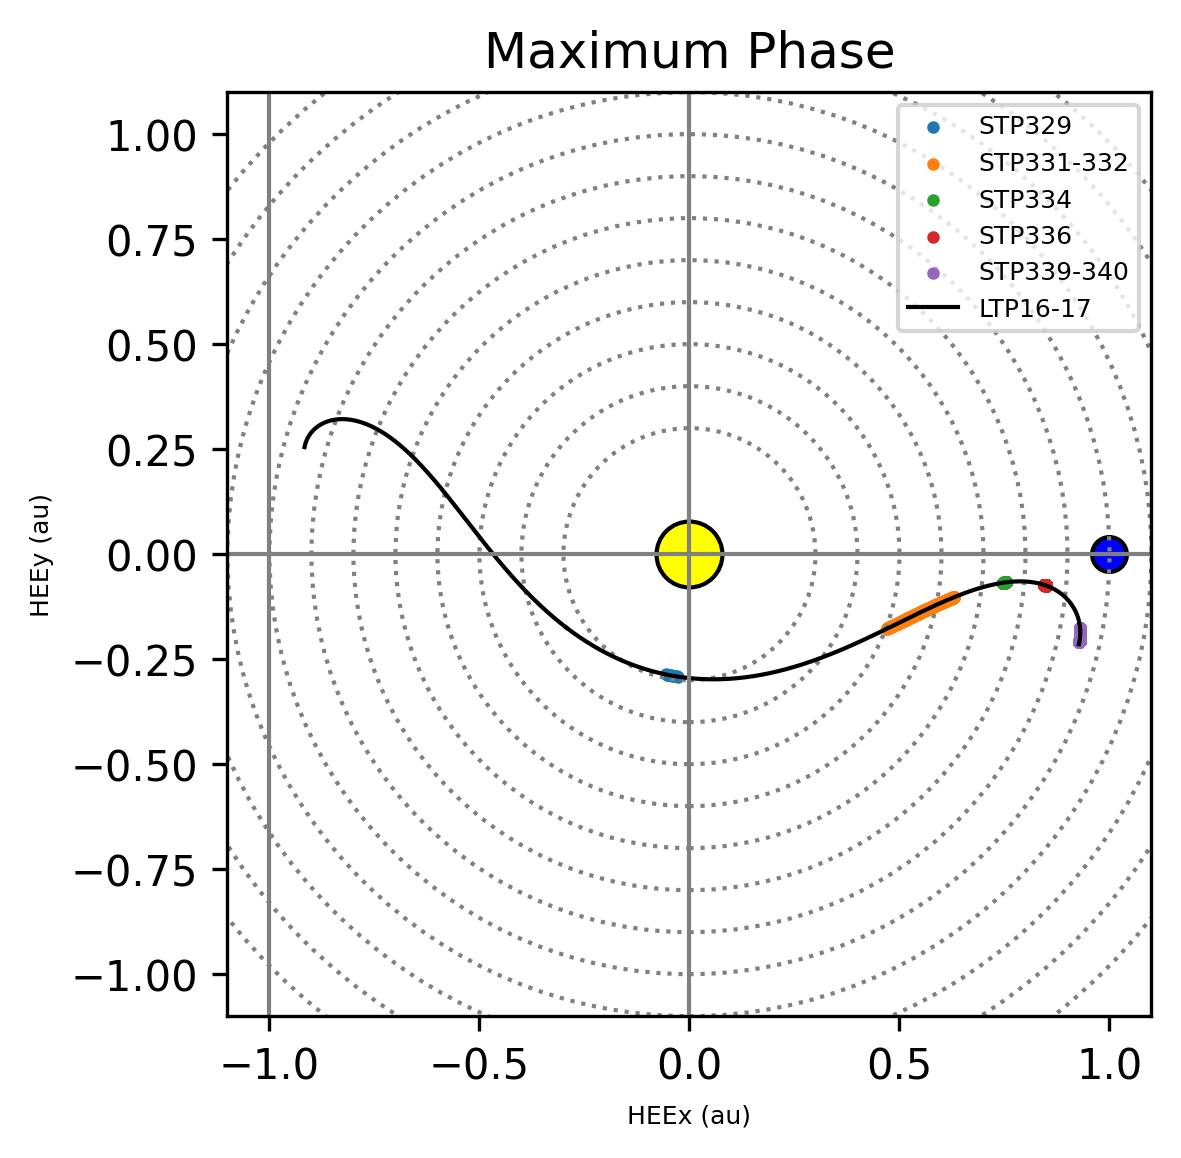 Maximum Phase
STP329
STP331-332
STP334
STP336
STP339-340
LTP16-17
1.00
0.75
0.50
0.25
0.00
−0.25
−0.50
−0.75
−1.00
HEEy (au)
−1.0
−0.5
0.0
0.5
1.0
HEEx (au)